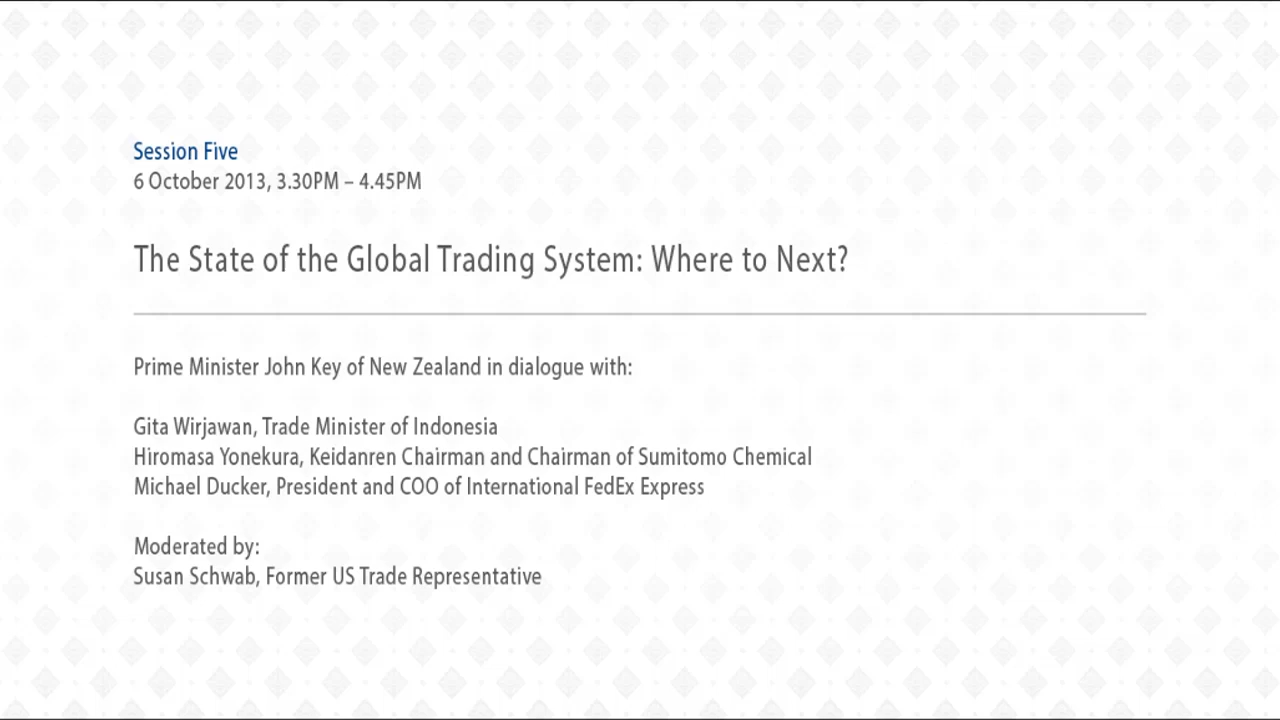 Session Five
6 October 2013, 3.30PM – 4.45PM
The State of the Global Trading System: Where to Next?
Prime Minister John Key of New Zealand in dialogue with:
Gita Wirjawan, Trade Minister of Indonesia
Hiromasa Yonekura, Keidanren Chairman and Chairman of Sumitomo Chemical
Michael Ducker, President and COO of International FedEx Express
Moderated by:
Susan Schwab, Former US Trade Representative